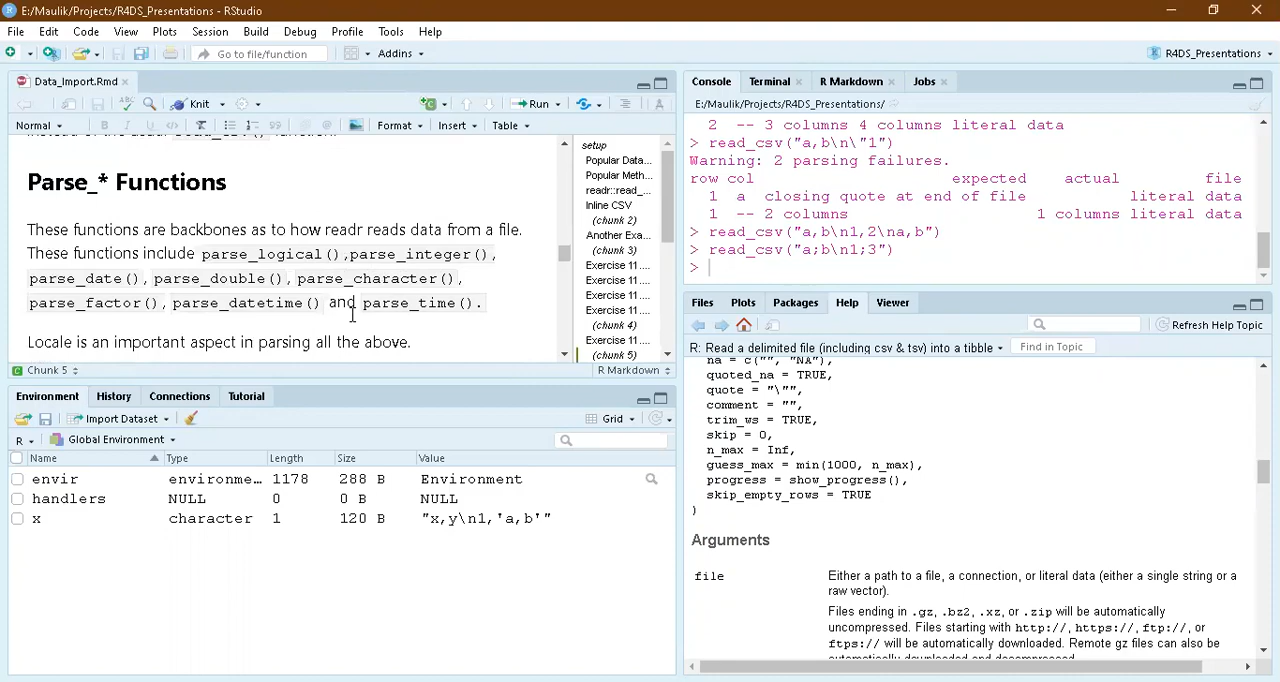 E:/Maulik/Projects/R4DS_Presentations - RStudio
File Edit Code View Plots Session Build Debug Profile Tools Help
Go to file/function Addins R4DS_Presentations
Data_Import.Rmd
Knit Run
Normal Format Insert Table
Parse_* Functions
These functions are backbones as to how readr reads data from a file.
These functions include parse_logical(),parse_integer(),
parse_date(), parse_double(), parse_character(),
parse_factor(), parse_datetime() and parse_time().
Locale is an important aspect in parsing all the above.
setup
Popular Data...
Popular Met...
readr::read_...
Inline CSV
(chunk 2)
Another Exa...
(chunk 3)
Exercise 11....
Exercise 11....
Exercise 11....
Exercise 11....
(chunk 4)
Exercise 11....
(chunk 5)
Chunk 5 R Markdown
Environment History Connections Tutorial
Import Dataset Grid
R Global Environment
Name Type Length Size Value
envir environme... 1178 288 B Environment
handlers NULL 0 0 B NULL
x character 1 120 B "x,y\n1,'a,b'"
Console Terminal R Markdown Jobs
E:/Maulik/Projects/R4DS_Presentations/
2 -- 3 columns 4 columns literal data
> read_csv("a,b\n\"1")
Warning: 2 parsing failures.
row col expected actual file
1 a closing quote at end of file literal data
1 -- 2 columns 1 columns literal data
> read_csv("a,b\n1,2\na,b")
> read_csv("a;b\n1;3")
>
Files Plots Packages Help Viewer
Refresh Help Topic
R: Read a delimited file (including csv & tsv) into a tibble Find in Topic
na = c("", "NA"),
quoted_na = TRUE,
quote = "\"",
comment = "",
trim_ws = TRUE,
skip = 0,
n_max = Inf,
guess_max = min(1000, n_max),
progress = show_progress(),
skip_empty_rows = TRUE
)
Arguments
file
Either a path to a file, a connection, or literal data (either a single string or a
raw vector).
Files ending in .gz, .bz2, .xz, or .zip will be automatically
uncompressed. Files starting with http://, https://, ftp://, or
ftps:// will be automatically downloaded. Remote gz files can also be
automatically downloaded and decompressed.